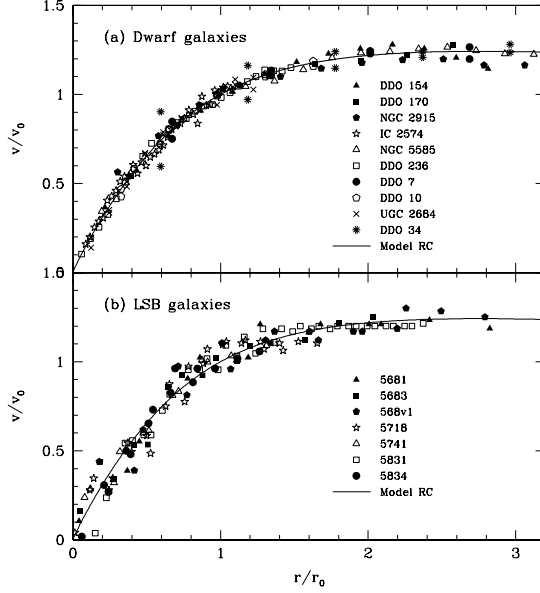 1.5
(a) Dwarf galaxies
1
v/v0
0.5
0
DDO 154
DDO 170
NGC 2915
IC 2574
NGC 5585
DDO 236
DDO 7
DDO 10
UGC 2684
DDO 34
Model RC
1.5
(b) LSB galaxies
1
v/v0
0.5
0
5681
5683
568v1
5718
5741
5831
5834
Model RC
0 1 2 3
r/r0